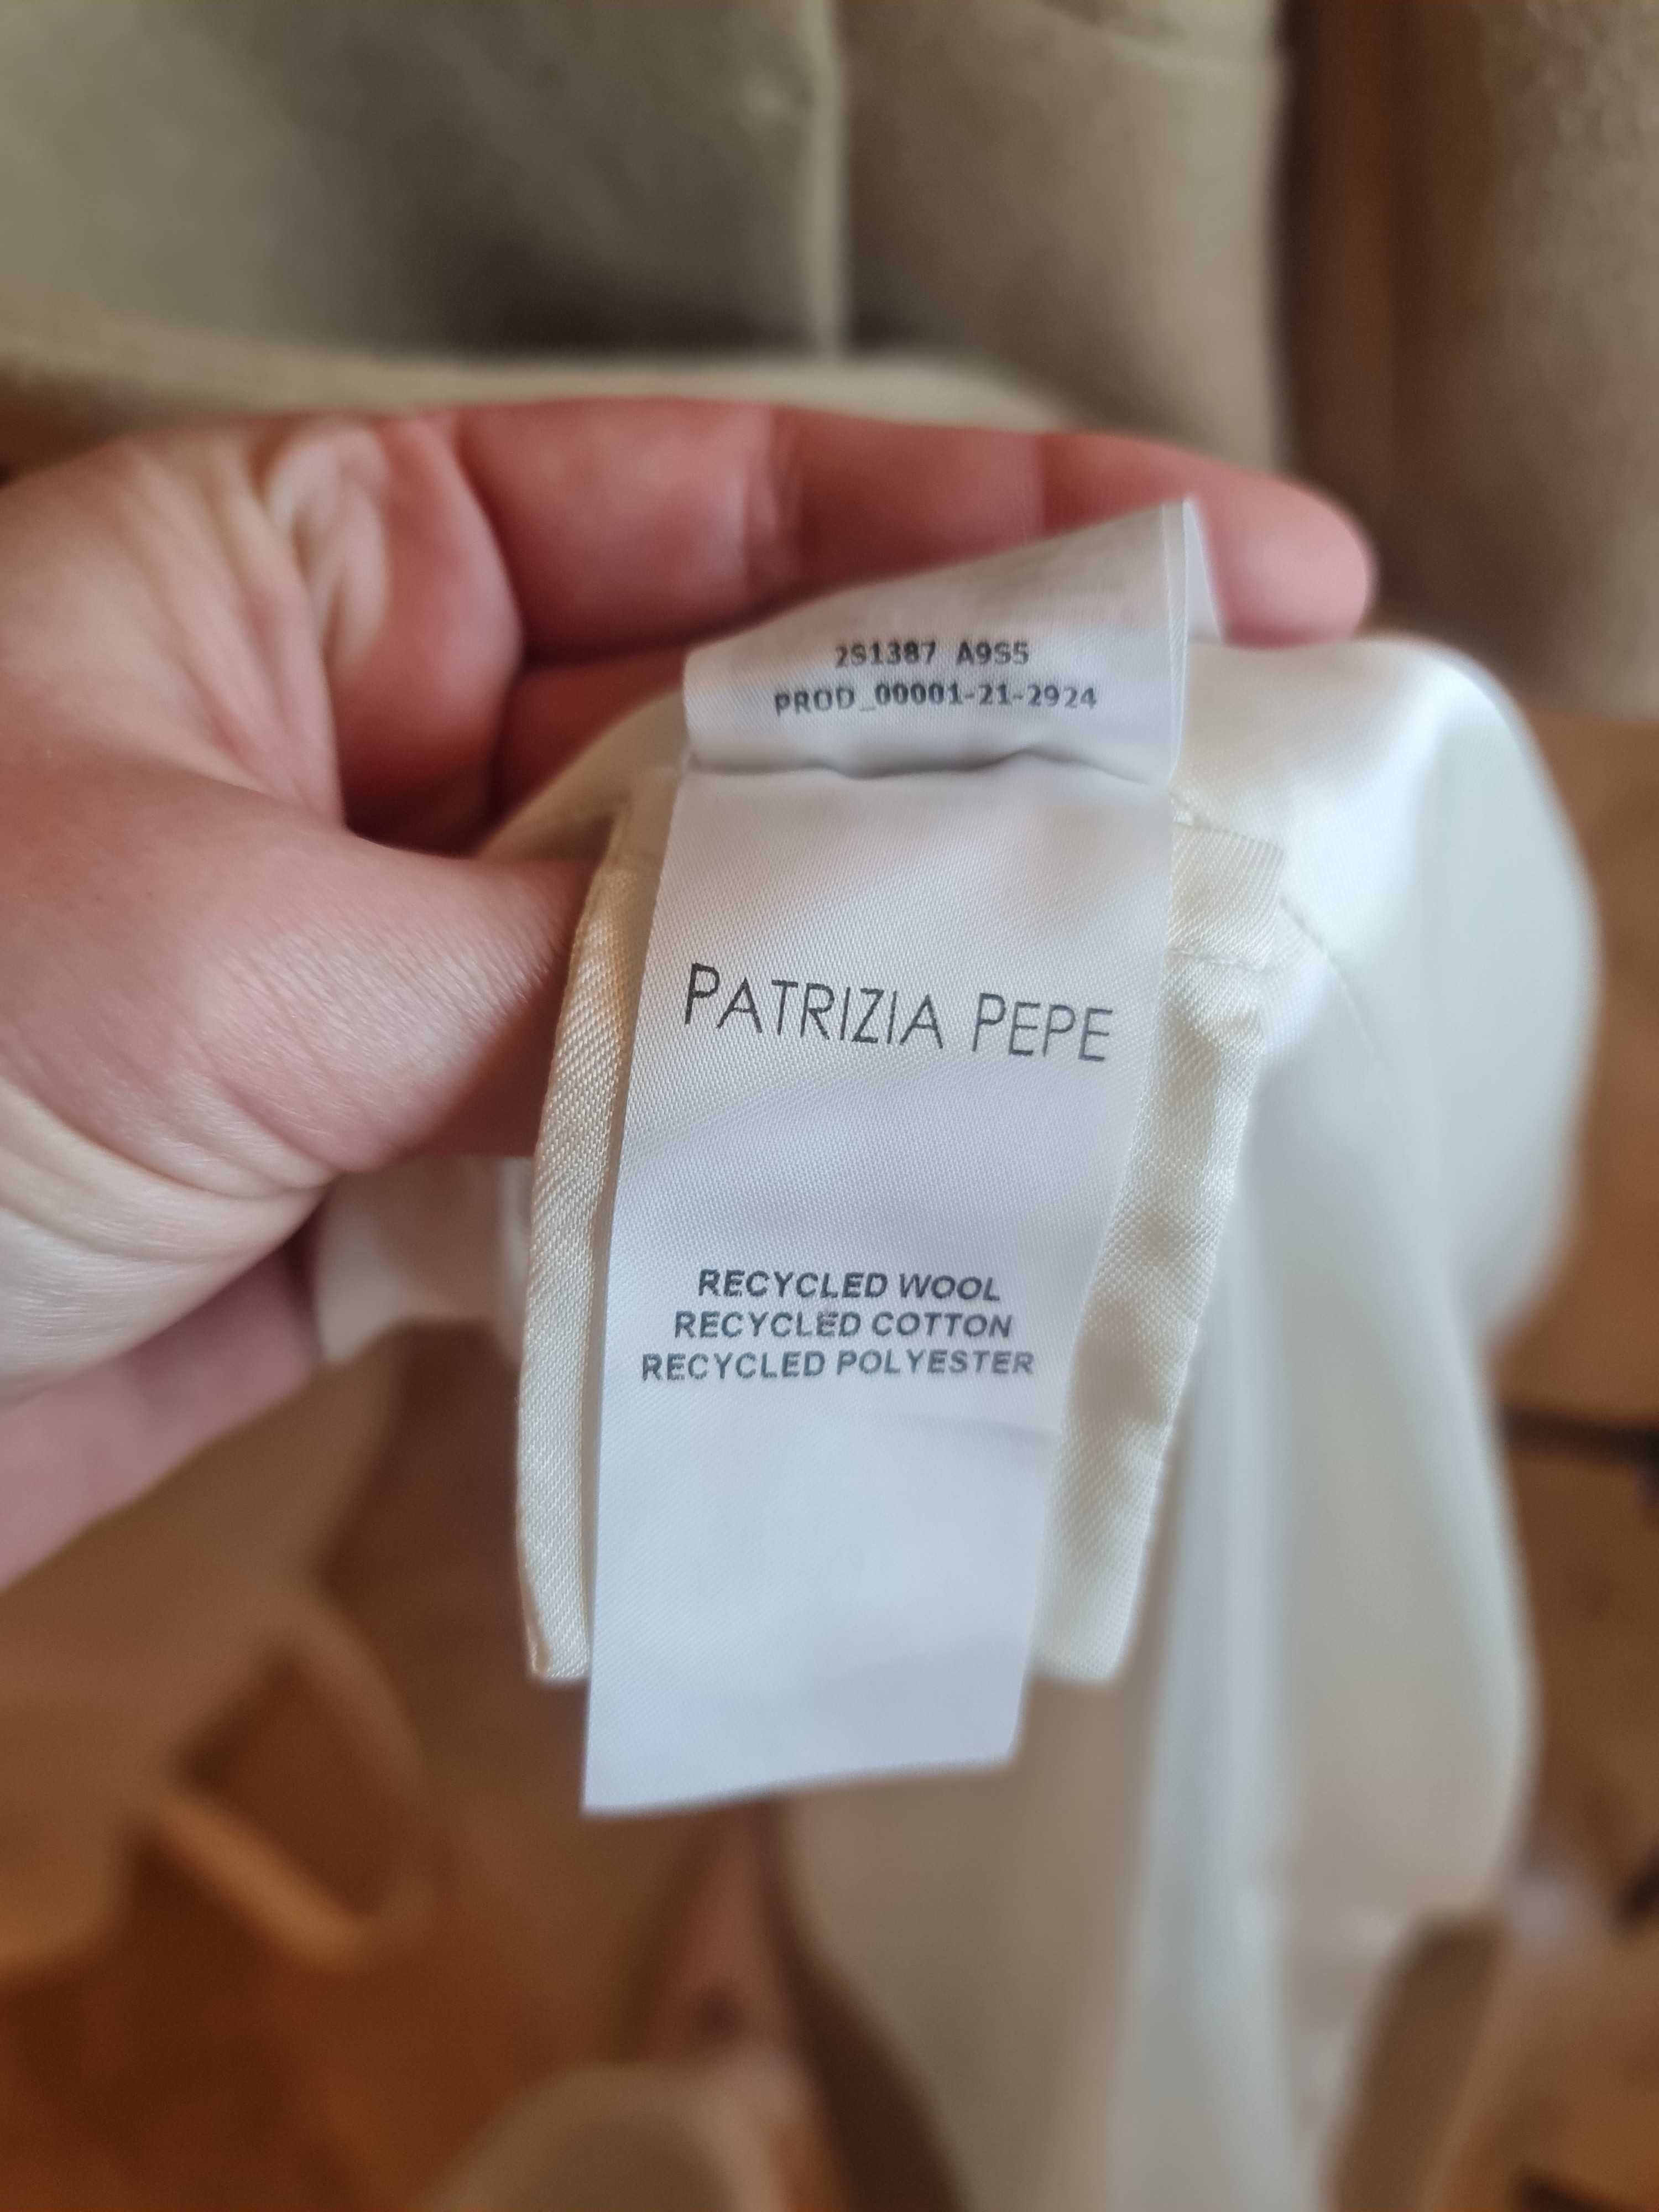 2S1387 A9S5
PROD_00001-21-2924
PATRIZIA PEPE
RECYCLED WOOL
RECYCLED COTTON
RECYCLED POLYESTER